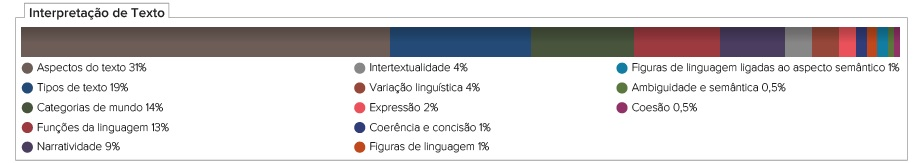 Interpretação de Texto
Aspectos do texto 31%
Tipos de texto 19%
Categorias de mundo 14%
Funções da linguagem 13%
Narratividade 9%
Intertextualidade 4%
Variação linguística 4%
Expressão 2%
Coerência e concisão 1%
Figuras de linguagem 1%
Figuras de linguagem ligadas ao aspecto semântico 1%
Ambiguidade e semântica 0,5%
Coesão 0,5%